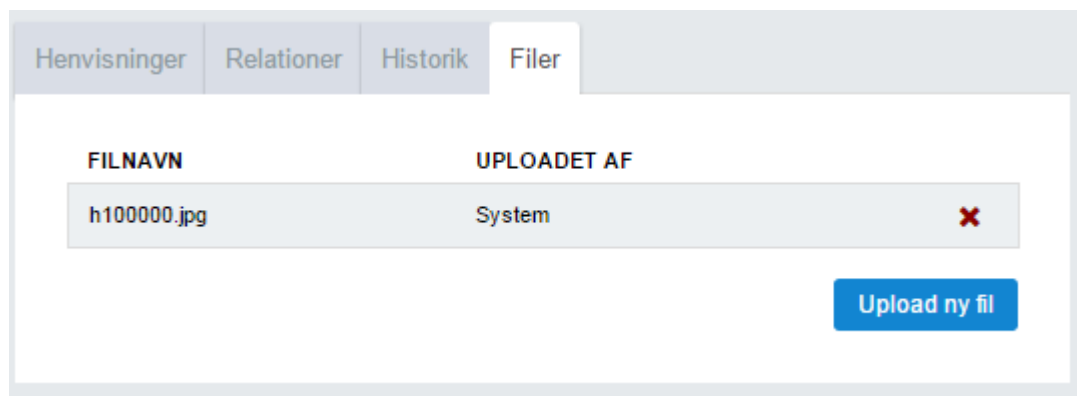 Henvisninger Relationer Historik Filer
FILNAVN UPLOADET AF
h100000.jpg System
Upload ny fil